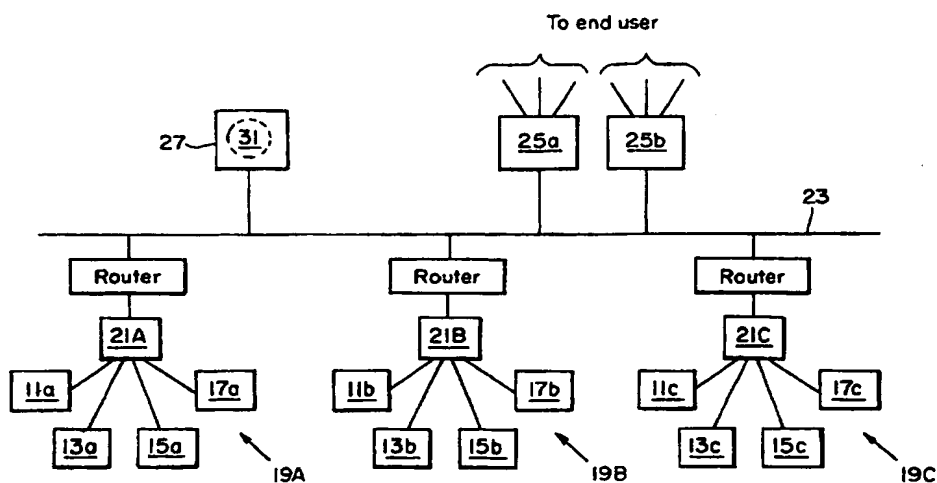 To end user
27
31
25a
25b
23
Router
Router
Router
21A
21B
21C
11a
17a
11b
17b
11c
17c
13a
15a
13b
15b
13c
15c
19A
19B
19C